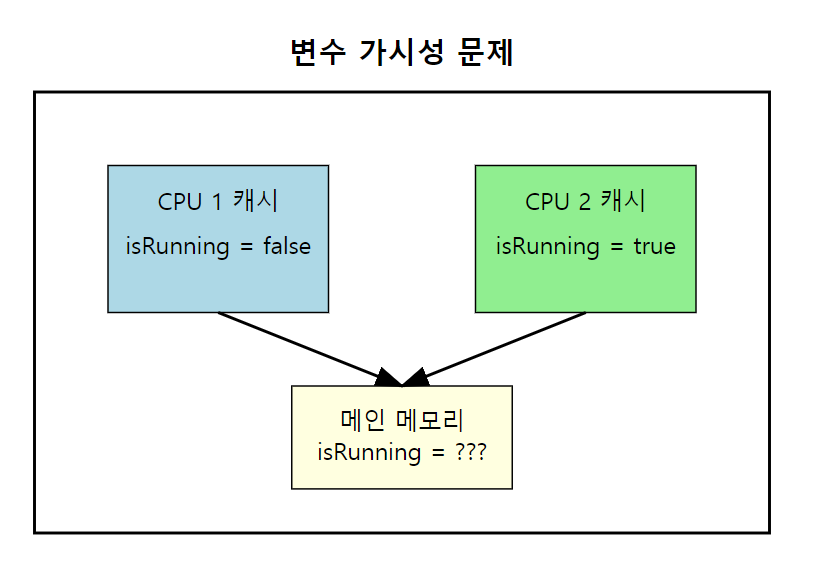 변수 가시성 문제
CPU 1 캐시
isRunning = false
CPU 2 캐시
isRunning = true
메인 메모리
isRunning = ???